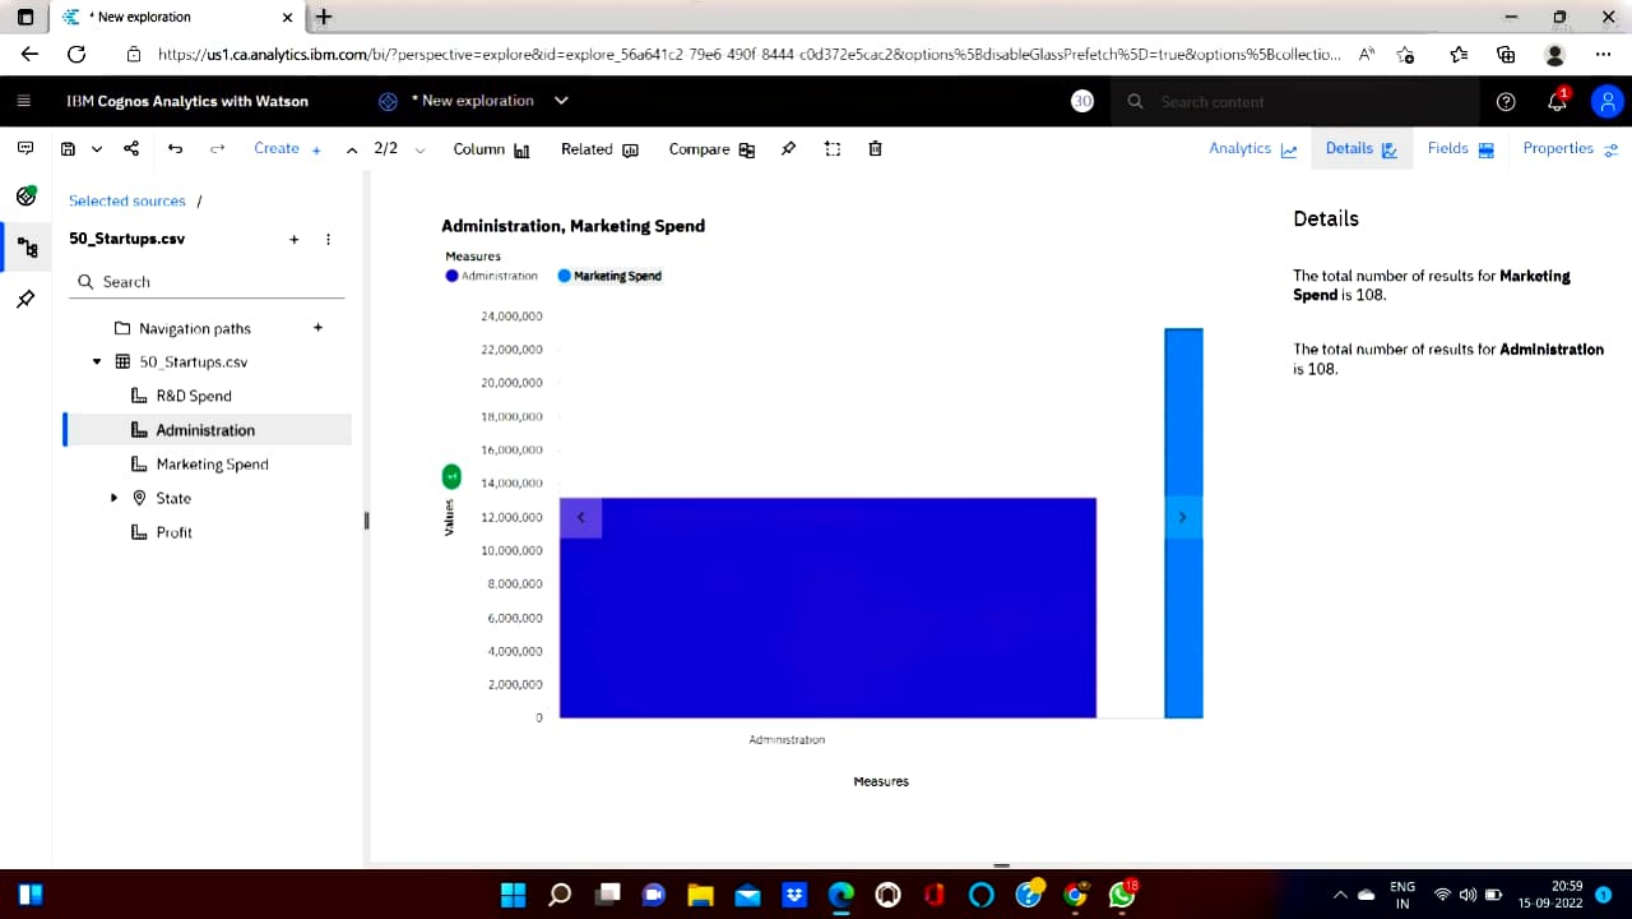 * New exploration
https://us1.ca.analytics.ibm.com/bi/?perspective=explore&id=explore_56a641c2-79e6-490f-8444-c0d372e5cac2&options%5BdisableGlassPrefetch%5D=true&options%5Bcollectio...
IBM Cognos Analytics with Watson
* New exploration
30
Search content
1
Create +
2/2
Column
Related
Compare
Analytics
Details
Fields
Properties
Selected sources /
50_Startups.csv
Search
Navigation paths
50_Startups.csv
R&D Spend
Administration
Marketing Spend
State
Profit
Administration, Marketing Spend
Measures
Administration
Marketing Spend
24,000,000
22,000,000
20,000,000
18,000,000
16,000,000
14,000,000
12,000,000
10,000,000
8,000,000
6,000,000
4,000,000
2,000,000
0
Values
Administration
Measures
Details
The total number of results for Marketing
Spend is 108.
The total number of results for Administration
is 108.
18
ENG
IN
20:59
15-09-2022
1